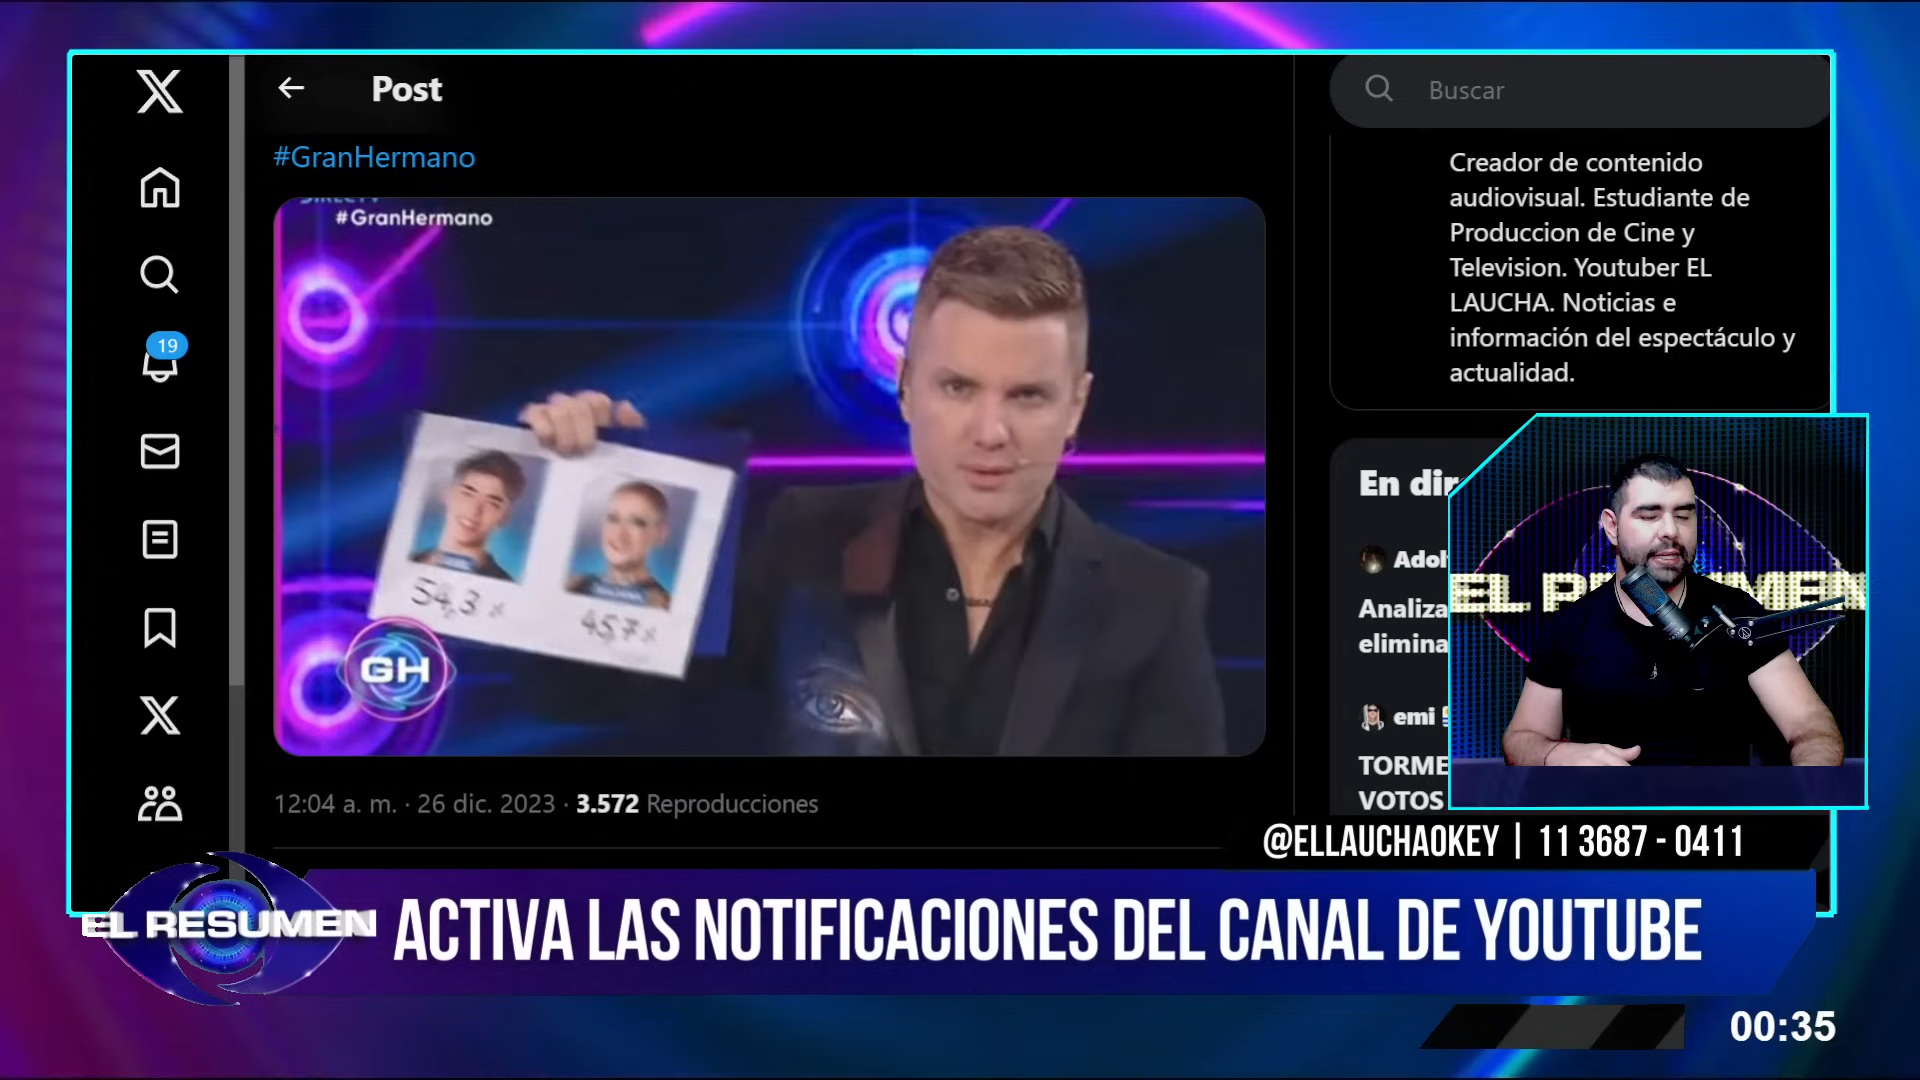 Post
Buscar
#GranHermano
#GranHermano
19
54,3 %
45,7 %
GH
12:04 a. m. · 26 dic. 2023 · 3.572 Reproducciones
Creador de contenido
audiovisual. Estudiante de
Produccion de Cine y
Television. Youtuber EL
LAUCHA. Noticias e
información del espectáculo y
actualidad.
En dir
Adol
Analiza
elimina
emi
TORME
VOTOS
EL RESUMEN
@ELLAUCHAOKEY | 11 3687 - 0411
EL RESUMEN
ACTIVA LAS NOTIFICACIONES DEL CANAL DE YOUTUBE
00:35